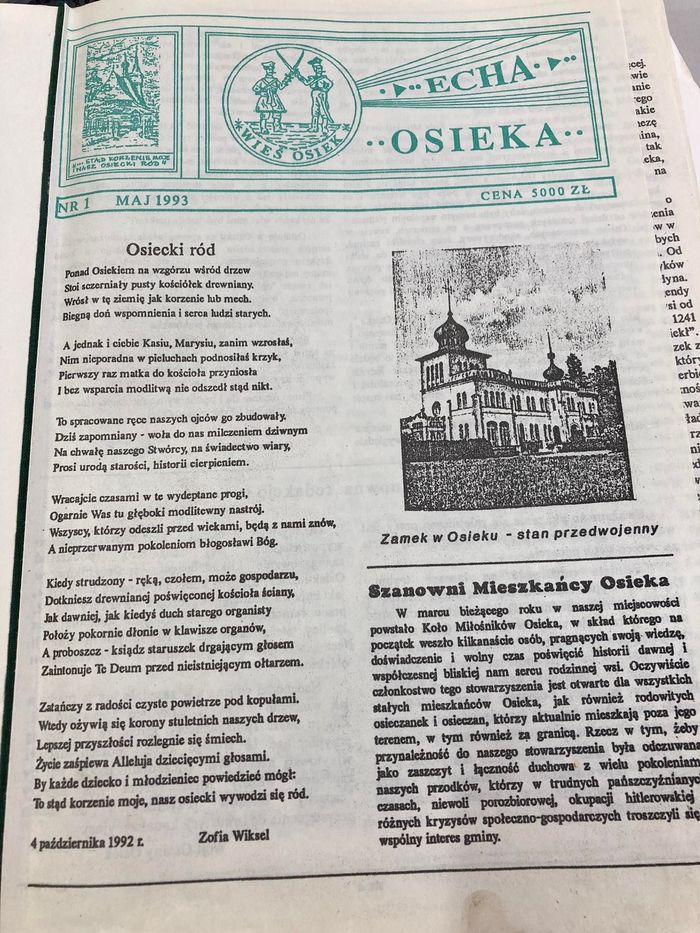 "... STĄD KORZENIE MOJE
I NASZ OSIECKI RÓD"
WIEŚ OSIEK
ECHA
OSIEKA
NR 1 MAJ 1993
CENA 5000 ZŁ
Osiecki ród
Ponad Osiekiem na wzgórzu wśród drzew
Stoi sczerniały pusty kościółek drewniany.
Wrósł w tę ziemię jak korzenie lub mech.
Biegną doń wspomnienia i serca ludzi starych.
A jednak i ciebie Kasiu, Marysiu, zanim wzrosłaś,
Nim nieporadna w pieluchach podnosiłaś krzyk,
Pierwszy raz matka do kościoła przyniosła
I bez wsparcia modlitwą nie odszedł stąd nikt.
To spracowane ręce naszych ojców go zbudowały.
Dziś zapomniany - woła do nas milczeniem dziwnym
Na chwałę naszego Stwórcy, na świadectwo wiary,
Prosi urodą starości, historii cierpieniem.
Wracajcie czasami w te wydeptane progi,
Ogarnie Was tu głęboki modlitewny nastrój.
Wszyscy, którzy odeszli przed wiekami, będą z nami znów,
A nieprzerwanym pokoleniom błogosławi Bóg.
Kiedy strudzony - ręką, czołem, może gospodarzu,
Dotkniesz drewnianej poświęconej kościoła ściany,
Jak dawniej, jak kiedyś duch starego organisty
Położy pokornie dłonie w klawisze organów,
A proboszcz - ksiądz staruszek drgającym głosem
Zaintonuje Te Deum przed nieistniejącym ołtarzem.
Zatańczy z radości czyste powietrze pod kopułami.
Wtedy ożywią się korony stuletnich naszych drzew,
Lepszej przyszłości rozlegnie się śmiech.
Życie zaśpiewa Alleluja dziecięcymi głosami.
By każde dziecko i młodzieniec powiedzieć mógł:
To stąd korzenie moje, nasz osiecki wywodzi się ród.
4 października 1992 r. Zofia Wiksel
Zamek w Osieku - stan przedwojenny
Szanowni Mieszkańcy Osieka
W marcu bieżącego roku w naszej miejscowości
powstało Koło Miłośników Osieka, w skład którego na
początek weszło kilkanaście osób, pragnących swoją wiedzę,
doświadczenie i wolny czas poświęcić historii dawnej i
współczesnej bliskiej nam sercu rodzinnej wsi. Oczywiście
członkostwo tego stowarzyszenia jest otwarte dla wszystkich
stałych mieszkańców Osieka, jak również rodowitych
osieczanek i osieczan, którzy aktualnie mieszkają poza jego
terenem, w tym również za granicą. Rzecz w tym, żeby
przynależność do naszego stowarzyszenia była odczuwana
jako zaszczyt i łączność duchowa z wielu pokoleniami
naszych przodków, którzy w trudnych pańszczyźnianych
czasach, niewoli porozbiorowej, okupacji hitlerowskiej
różnych kryzysów społeczno-gospodarczych troszczyli się
wspólny interes gminy.